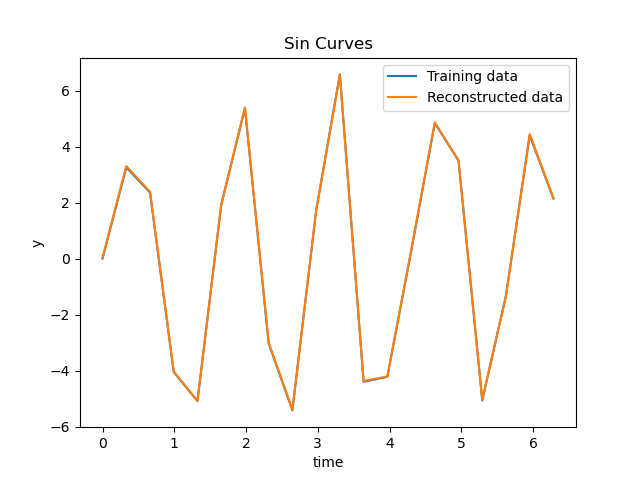 Sin Curves
Training data
Reconstructed data
6
4
2
0
−2
−4
−6
y
0 1 2 3 4 5 6
time